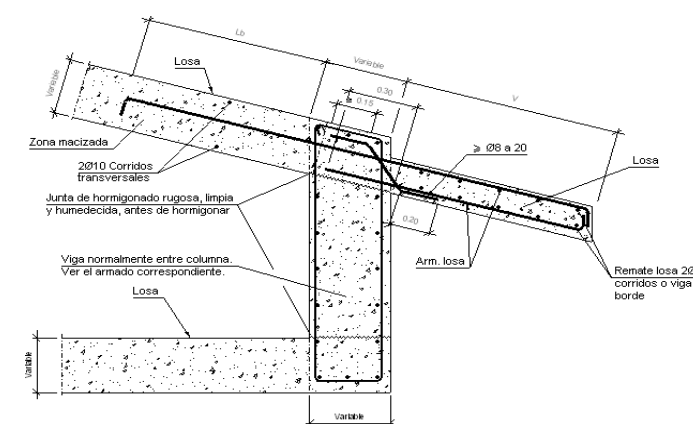 Lb
Variable
0.30
≥ 0.15
V
Losa
Variable
Zona macizada
2Ø10 Corridos
transversales
≥ Ø8 a 20
Losa
Junta de hormigonado rugosa, limpia
y humedecida, antes de hormigonar
0.20
Arm. losa
Viga normalmente entre columna.
Ver el armado correspondiente.
Remate losa 2Ø
corridos o viga
borde
Losa
Variable
Variable